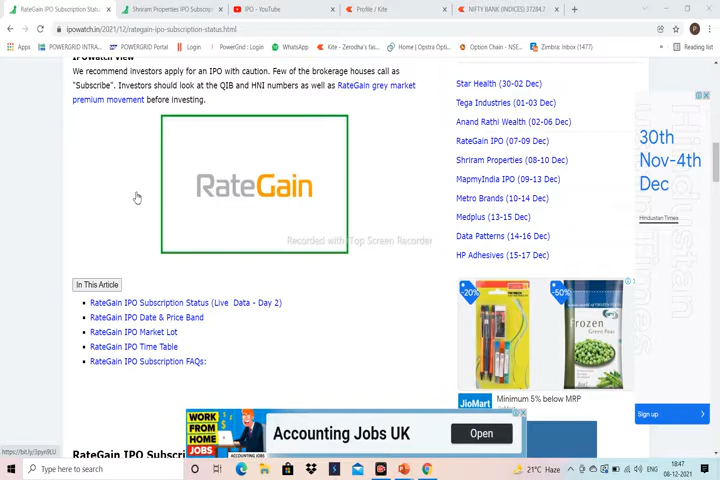 RateGain IPO Subscription Status
Shriram Properties IPO Subscrip
IPO - YouTube
Profile / Kite
NIFTY BANK (INDICES) 37284.7
ipowatch.in/2021/12/rategain-ipo-subscription-status.html
Apps
POWERGRID INTRA
POWERGRID Portal
Login
PowerGrid : Login
WhatsApp
Kite - Zerodha's fa
Home | Opstra Opti
Option Chain - NSE
Zimbra: Inbox (1477)
Reading list
IPOWatch View
We recommend investors apply for an IPO with caution. Few of the brokerage houses call as
"Subscribe". Investors should look at the QIB and HNI numbers as well as RateGain grey market
premium movement before investing.
RateGain
Recorded with iTop Screen Recorder
In This Article
RateGain IPO Subscription Status (Live Data - Day 2)
RateGain IPO Date & Price Band
RateGain IPO Market Lot
RateGain IPO Time Table
RateGain IPO Subscription FAQs:
RateGain IPO Subscri
Star Health (30-02 Dec)
Tega Industries (01-03 Dec)
Anand Rathi Wealth (02-06 Dec)
RateGain IPO (07-09 Dec)
Shriram Properties (08-10 Dec)
MapmyIndia IPO (09-13 Dec)
Metro Brands (10-14 Dec)
Medplus (13-15 Dec)
Data Patterns (14-16 Dec)
HP Adhesives (15-17 Dec)
-20%
-50%
FROZEN
Green Peas
JioMart
Minimum 5% below MRP
30th
Nov-4th
Dec
Hindustan Times
Hindustan Times
Sign up
WORK
FROM
HOME
JOBS
Accounting Jobs UK
Open
https://bit.ly/3pyn9LU
Type here to search
21°C Haze
ENG
18:47
08-12-2021